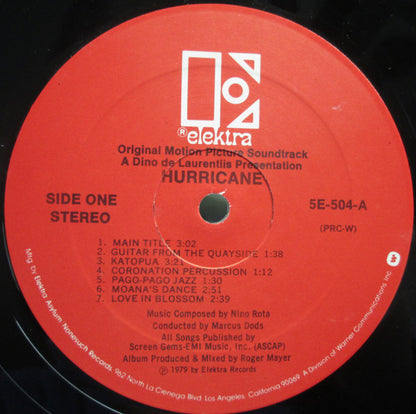 ® elektra
Original Motion Picture Soundtrack
A Dino de Laurentiis Presentation
HURRICANE
SIDE ONE
STEREO
5E-504-A
(PRC-W)
1. MAIN TITLE 3:02
2. GUITAR FROM THE QUAYSIDE 1:38
3. KATOPUA 3:21
4. CORONATION PERCUSSION 1:12
5. PAGO-PAGO JAZZ 1:30
6. MOANA'S DANCE 2:51
7. LOVE IN BLOSSOM 2:39
Music Composed by Nino Rota
Conducted by Marcus Dods
All Songs Published by
Screen Gems-EMI Music, Inc. (ASCAP)
Album Produced & Mixed by Roger Mayer
℗ 1979 by Elektra Records
Mfg. by Elektra Asylum Nonesuch Records, 962 North La Cienega Blvd, Los Angeles, California 90069. A Division of Warner Communications Inc.